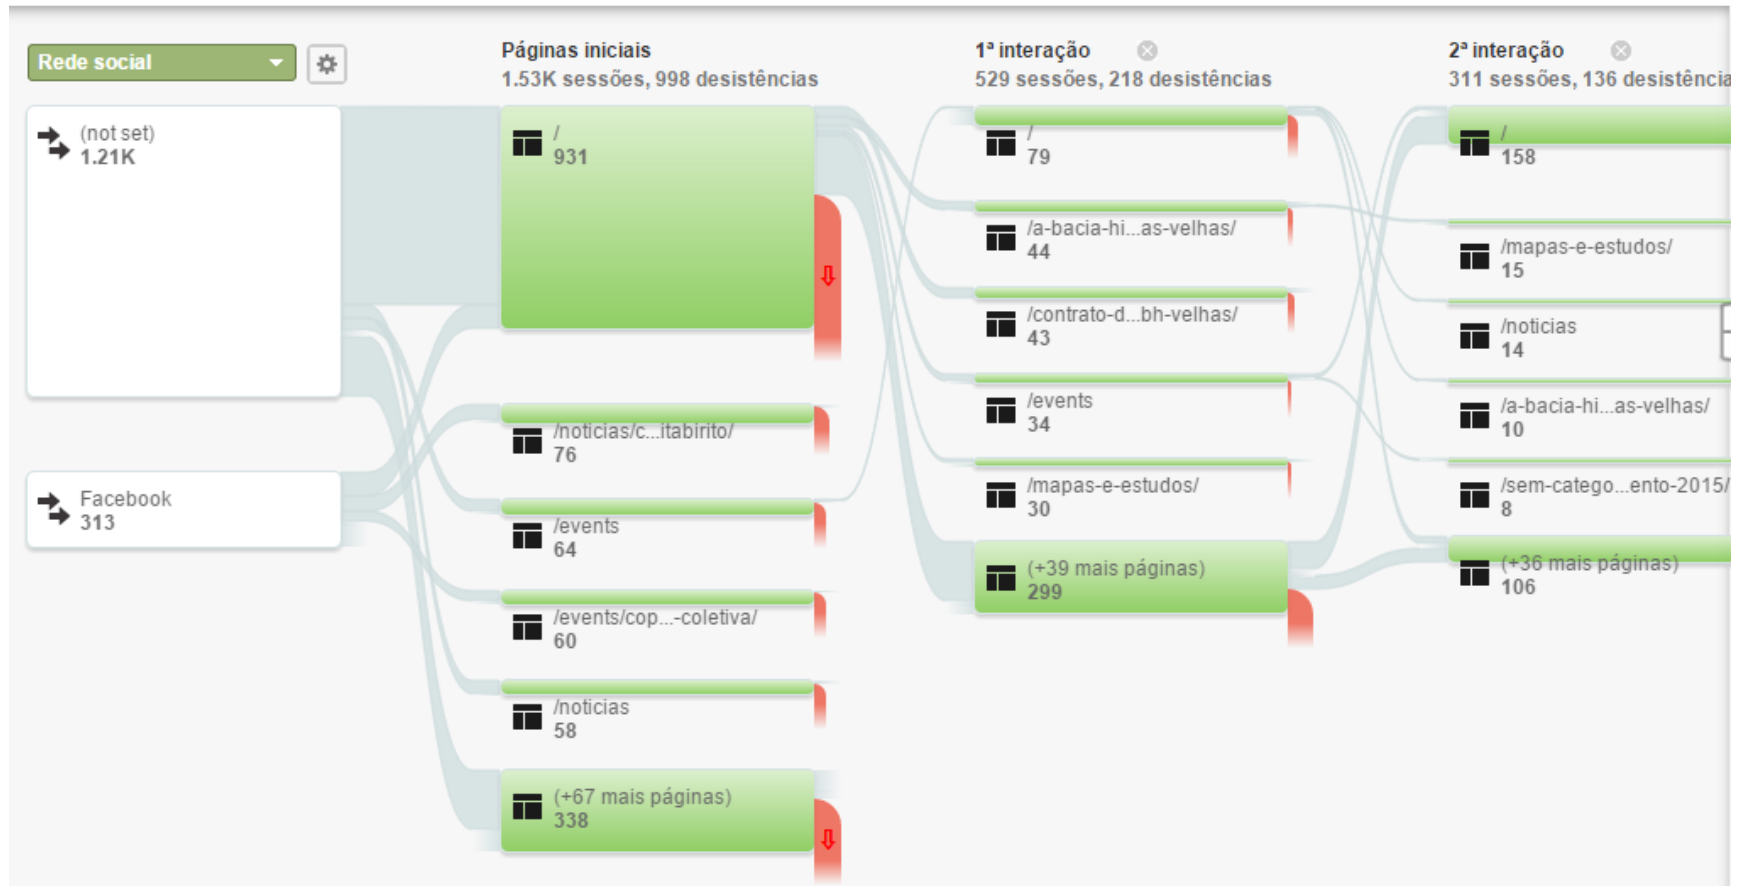 Rede social
(not set)
1.21K
Facebook
313
Páginas iniciais
1.53K sessões, 998 desistências
/
931
/noticias/c...itabirito/
76
/events
64
/events/cop...-coletiva/
60
/noticias
58
(+67 mais páginas)
338
1ª interação
529 sessões, 218 desistências
/
79
/a-bacia-hi...as-velhas/
44
/contrato-d...bh-velhas/
43
/events
34
/mapas-e-estudos/
30
(+39 mais páginas)
299
2ª interação
311 sessões, 136 desistência
/
158
/mapas-e-estudos/
15
/noticias
14
/a-bacia-hi...as-velhas/
10
/sem-catego...ento-2015/
8
(+36 mais páginas)
106